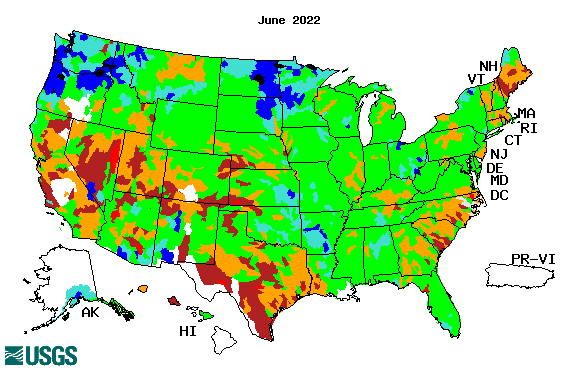 June 2022
NH
VT
MA
RI
CT
NJ
DE
MD
DC
PR-VI
AK
HI
USGS